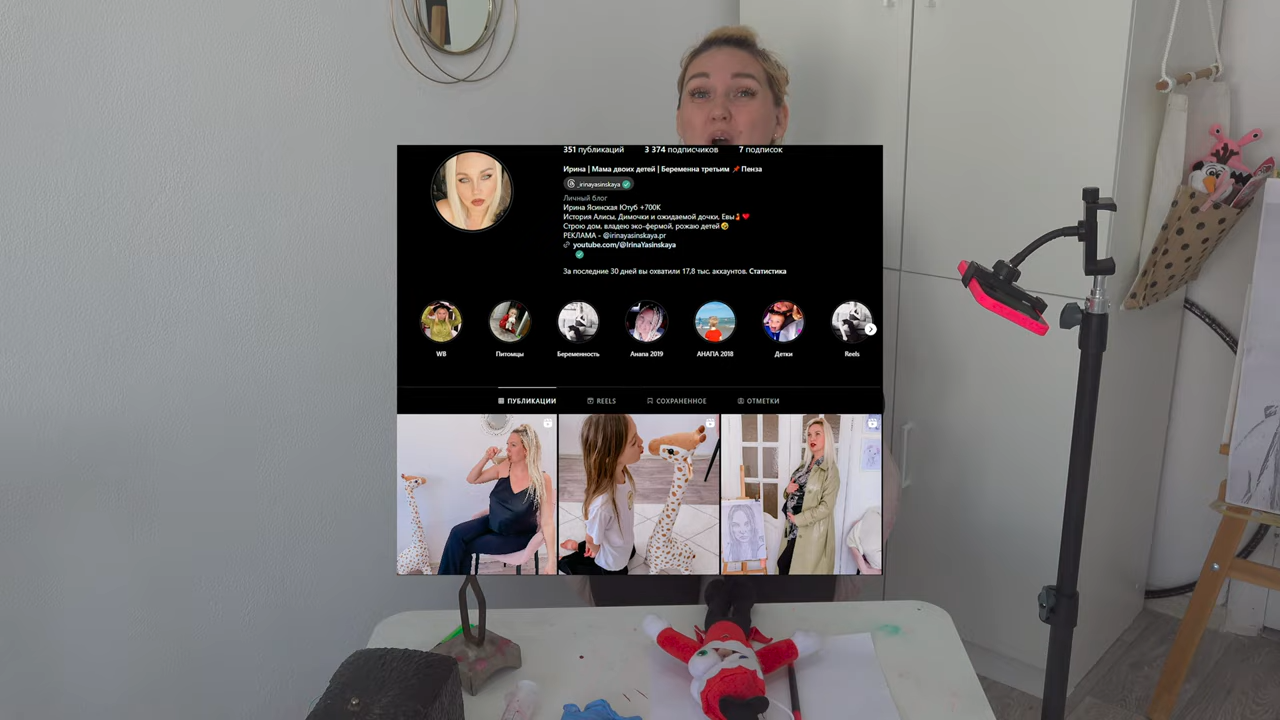 351 публикаций 3 374 подписчиков 7 подписок
Ирина | Мама двоих детей | Беременна третьим 📌 Пенза
_irinayasinskaya
Личный блог
Ирина Ясинская Ютуб +700К
История Алисы, Димочки и ожидаемой дочки, Евы🤰❤️
Строю дом, владею эко-фермой, рожаю детей 🤣
РЕКЛАМА - @irinayasinskaya.pr
youtube.com/@IrinaYasinskaya
За последние 30 дней вы охватили 17,8 тыс. аккаунтов. Статистика
WB Питомцы Беременность Анапа 2019 АНАПА 2018 Детки Reels
ПУБЛИКАЦИИ REELS СОХРАНЕННОЕ ОТМЕТКИ